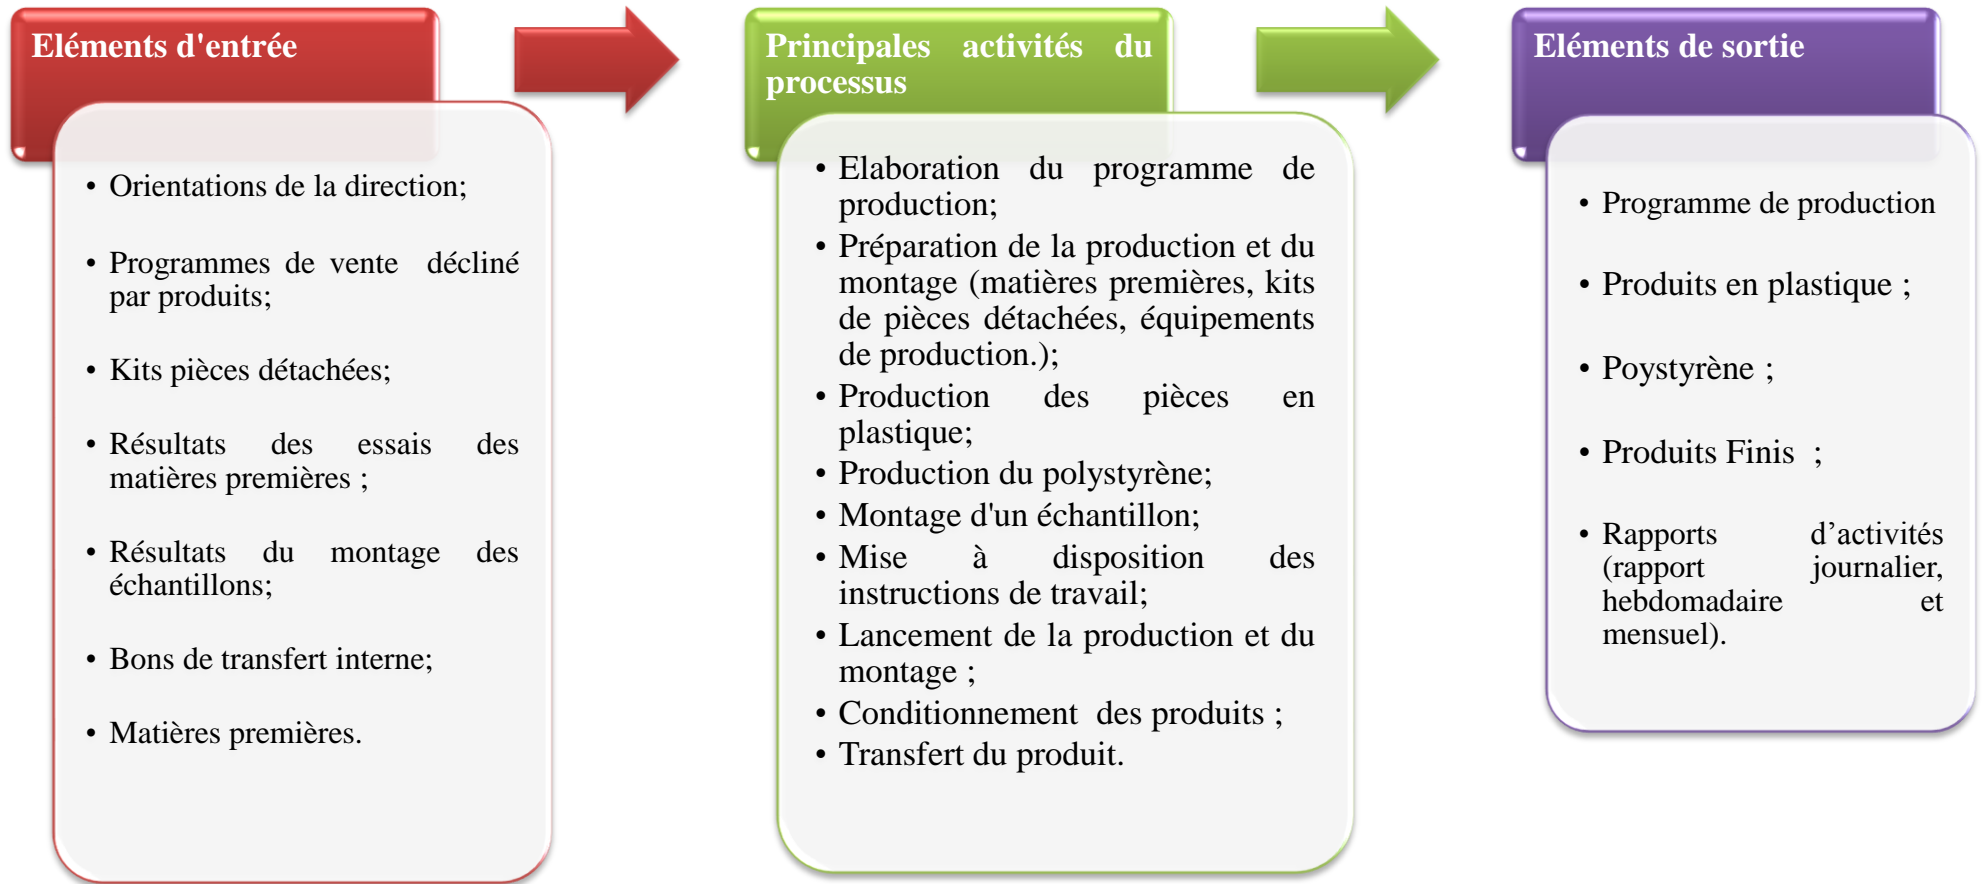 Eléments d'entrée
• Orientations de la direction;
• Programmes de vente décliné
par produits;
• Kits pièces détachées;
• Résultats des essais des
matières premières ;
• Résultats du montage des
échantillons;
• Bons de transfert interne;
• Matières premières.
Principales activités du
processus
• Elaboration du programme de
production;
• Préparation de la production et du
montage (matières premières, kits
de pièces détachées, équipements
de production.);
• Production des pièces en
plastique;
• Production du polystyrène;
• Montage d'un échantillon;
• Mise à disposition des
instructions de travail;
• Lancement de la production et du
montage ;
• Conditionnement des produits ;
• Transfert du produit.
Eléments de sortie
• Programme de production
• Produits en plastique ;
• Poystyrène ;
• Produits Finis ;
• Rapports d’activités
(rapport journalier,
hebdomadaire et
mensuel).